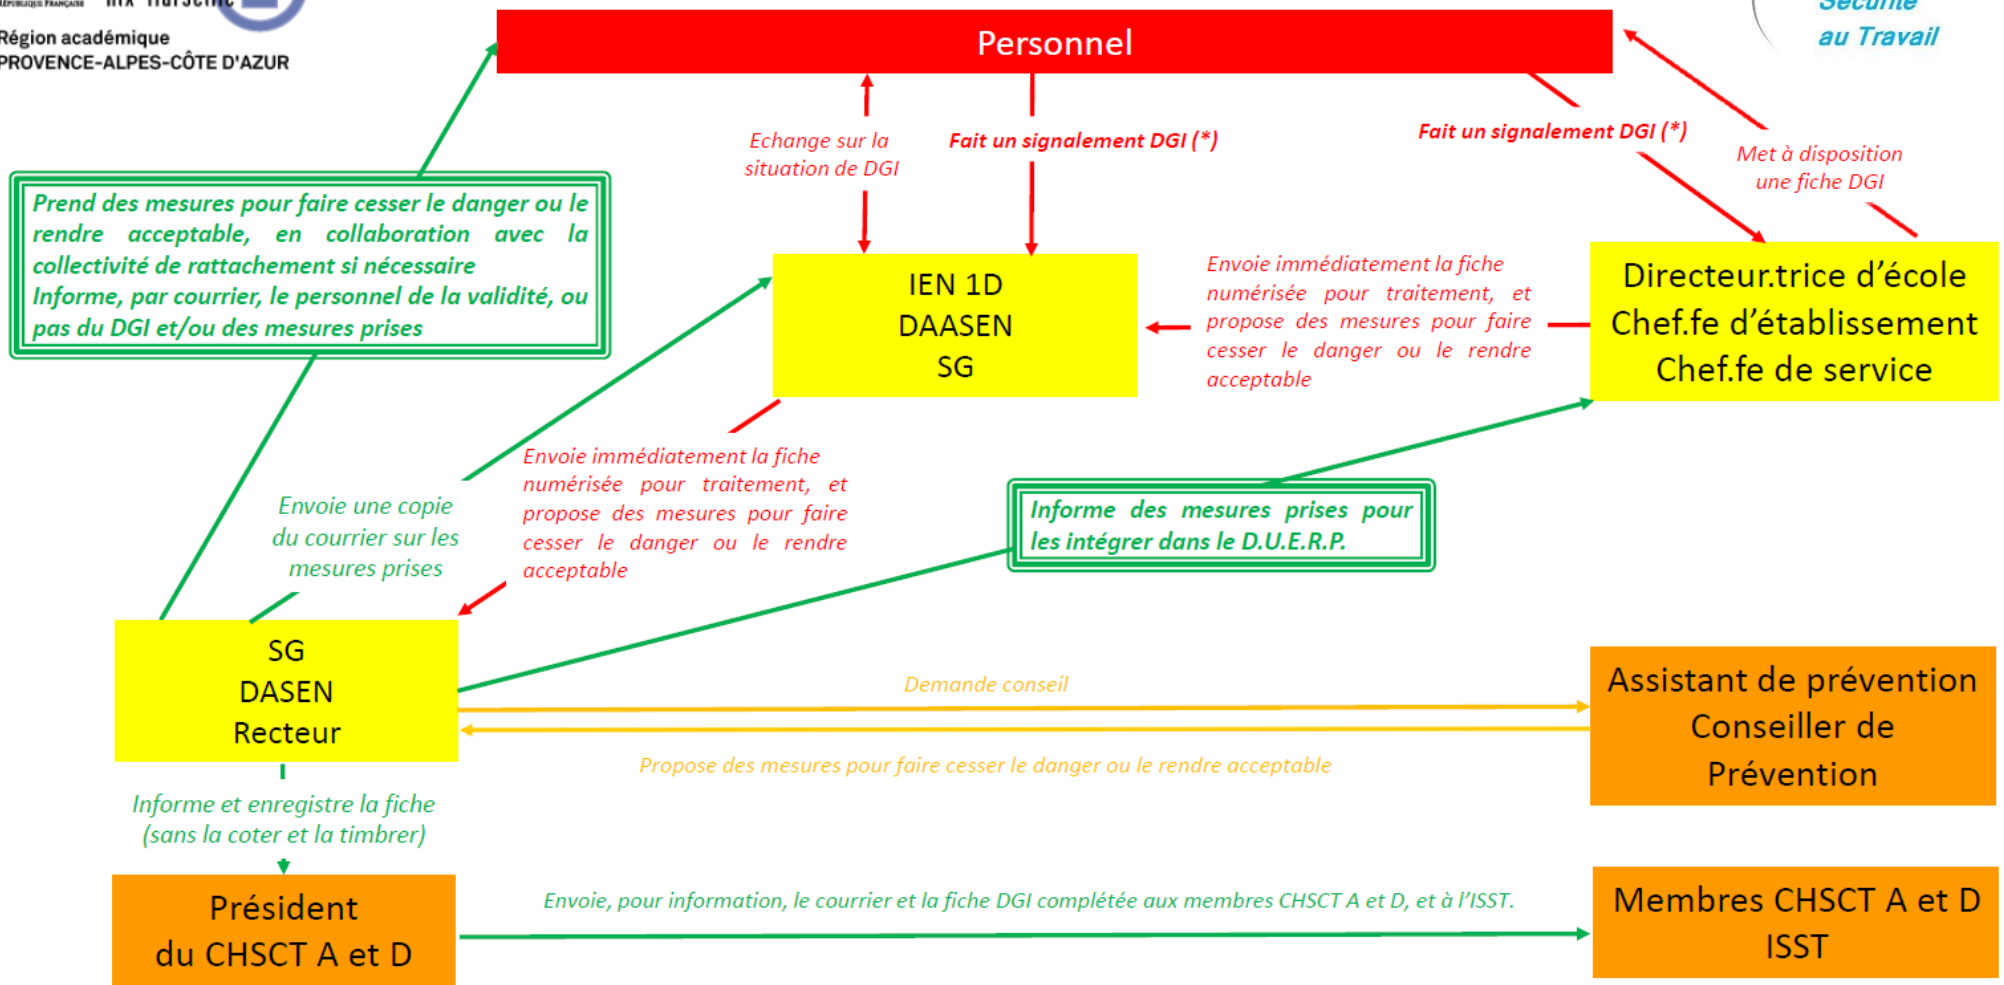 RÉPUBLIQUE FRANÇAISE
Région académique
PROVENCE-ALPES-CÔTE D'AZUR
Sécurité
au Travail
Personnel
Echange sur la
situation de DGI
Fait un signalement DGI (*)
Fait un signalement DGI (*)
Met à disposition
une fiche DGI
Prend des mesures pour faire cesser le danger ou le
rendre acceptable, en collaboration avec la
collectivité de rattachement si nécessaire
Informe, par courrier, le personnel de la validité, ou
pas du DGI et/ou des mesures prises
IEN 1D
DAASEN
SG
Envoie immédiatement la fiche
numérisée pour traitement, et
propose des mesures pour faire
cesser le danger ou le rendre
acceptable
Directeur.trice d'école
Chef.fe d'établissement
Chef.fe de service
Envoie une copie
du courrier sur les
mesures prises
Envoie immédiatement la fiche
numérisée pour traitement, et
propose des mesures pour faire
cesser le danger ou le rendre
acceptable
Informe des mesures prises pour
les intégrer dans le D.U.E.R.P.
SG
DASEN
Recteur
Demande conseil
Propose des mesures pour faire cesser le danger ou le rendre acceptable
Assistant de prévention
Conseiller de
Prévention
Informe et enregistre la fiche
(sans la coter et la timbrer)
Président
du CHSCT A et D
Envoie, pour information, le courrier et la fiche DGI complétée aux membres CHSCT A et D, et à l'ISST.
Membres CHSCT A et D
ISST